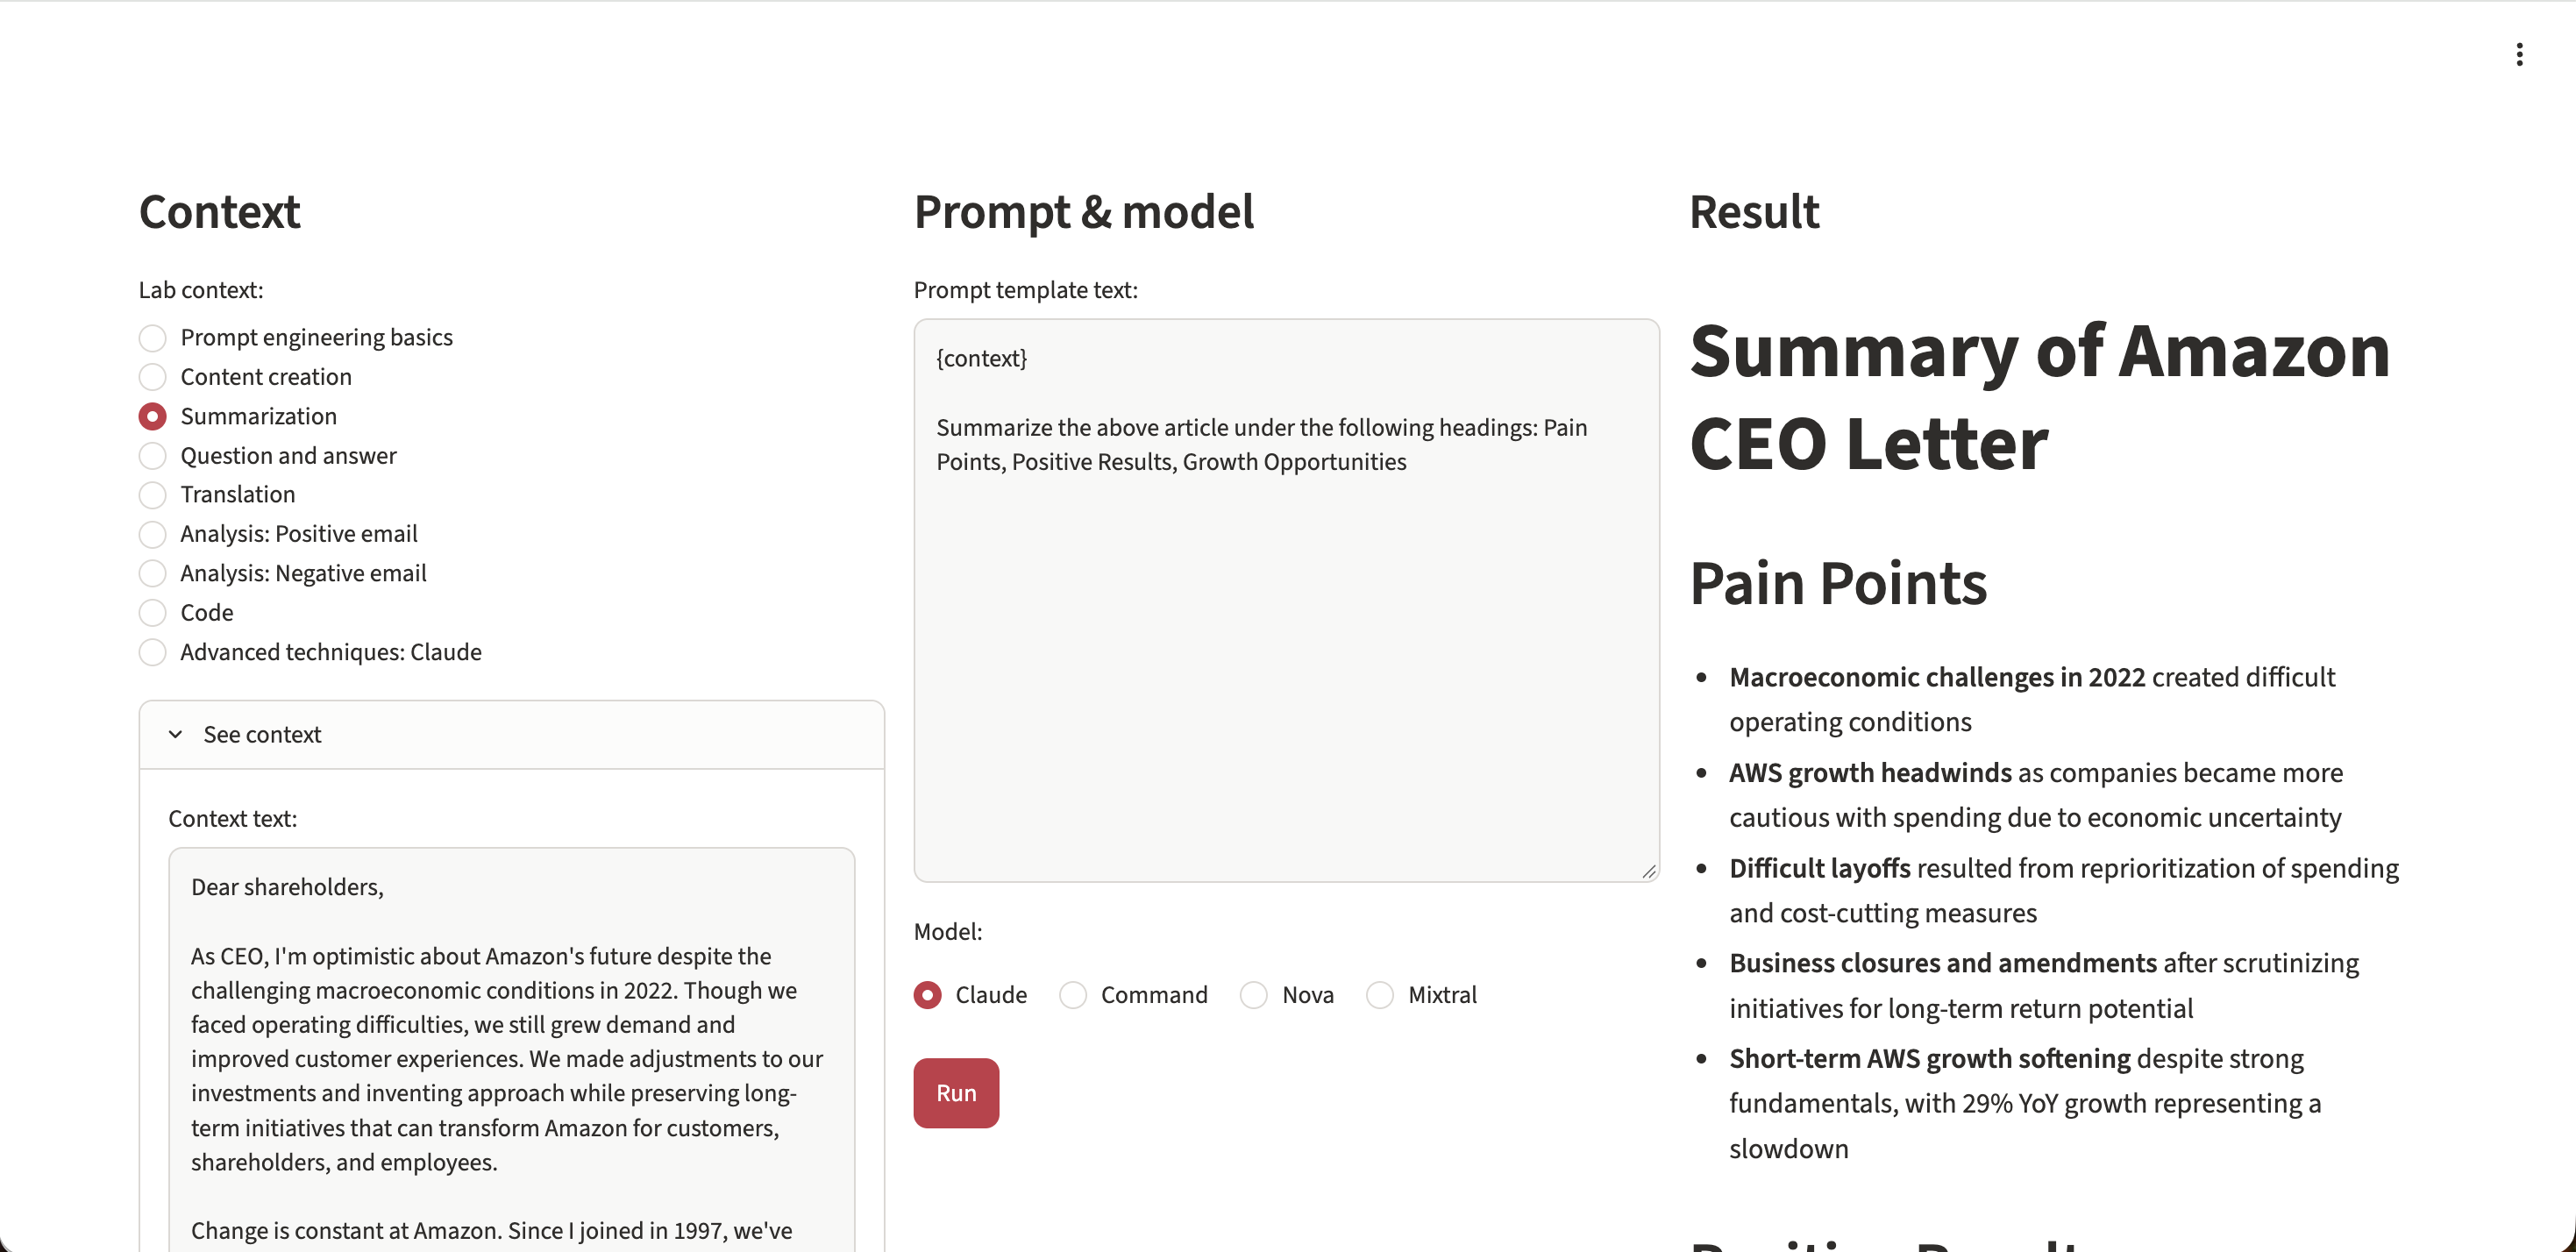 Context
Lab context:
Prompt engineering basics
Content creation
Summarization
Question and answer
Translation
Analysis: Positive email
Analysis: Negative email
Code
Advanced techniques: Claude
See context
Context text:
Dear shareholders,
As CEO, I'm optimistic about Amazon's future despite the
challenging macroeconomic conditions in 2022. Though we
faced operating difficulties, we still grew demand and
improved customer experiences. We made adjustments to our
investments and inventing approach while preserving long-
term initiatives that can transform Amazon for customers,
shareholders, and employees.
Change is constant at Amazon. Since I joined in 1997, we've
Prompt & model
Prompt template text:
{context}
Summarize the above article under the following headings: Pain
Points, Positive Results, Growth Opportunities
Model:
Claude Command Nova Mixtral
Run
Result
Summary of Amazon
CEO Letter
Pain Points
Macroeconomic challenges in 2022 created difficult
operating conditions
AWS growth headwinds as companies became more
cautious with spending due to economic uncertainty
Difficult layoffs resulted from reprioritization of spending
and cost-cutting measures
Business closures and amendments after scrutinizing
initiatives for long-term return potential
Short-term AWS growth softening despite strong
fundamentals, with 29% YoY growth representing a
slowdown